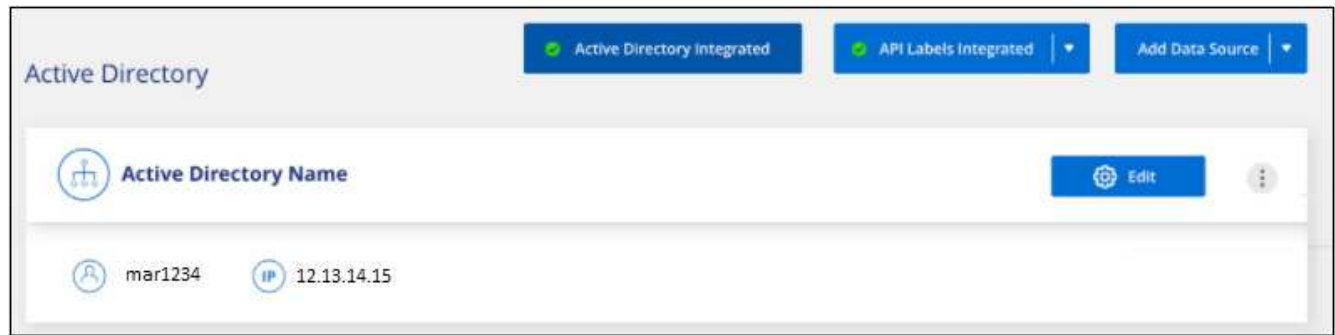 Active Directory Integrated
API Labels Integrated
Add Data Source
Active Directory
Active Directory Name
Edit
mar1234
IP
12.13.14.15